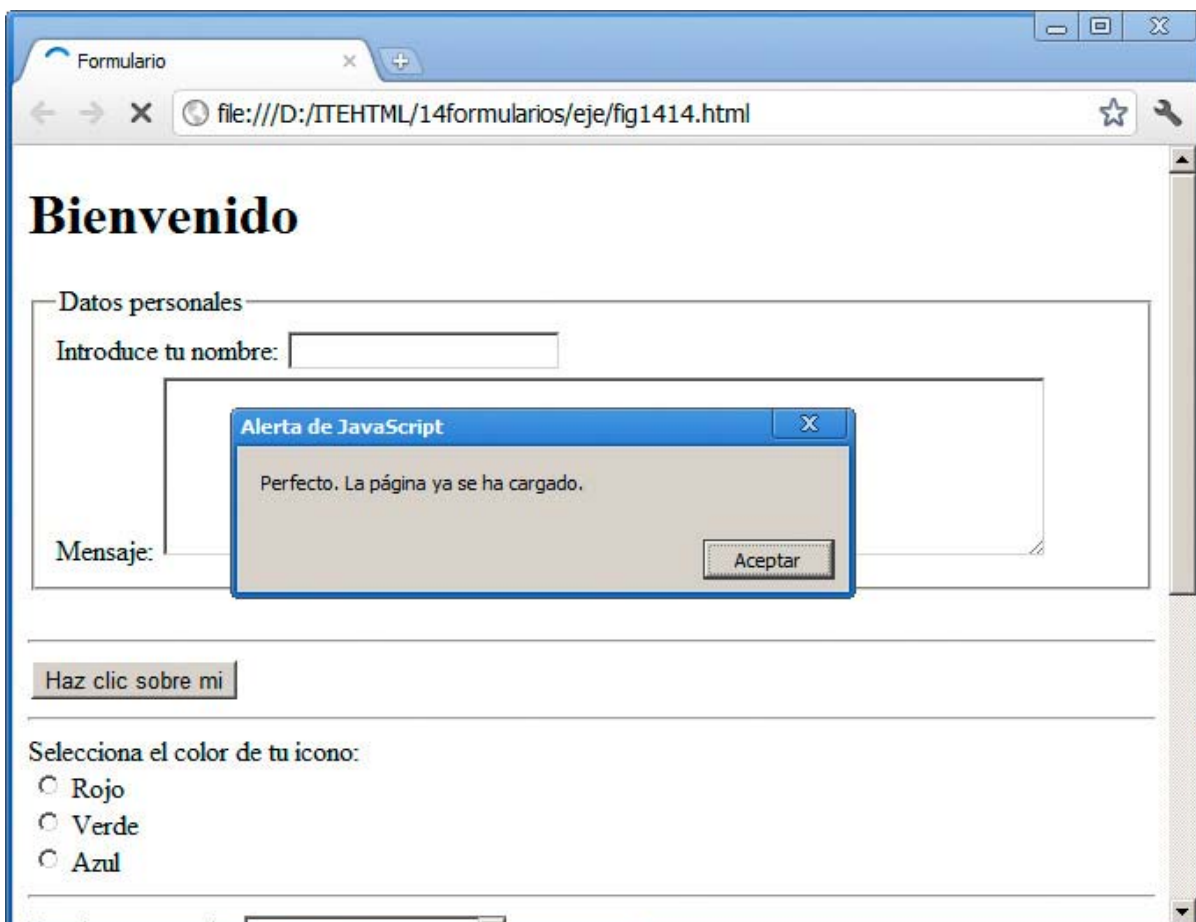 Formulario
file:///D:/ITEHTML/14formularios/eje/fig1414.html
Bienvenido
Datos personales
Introduce tu nombre:
Alerta de JavaScript
Perfecto. La página ya se ha cargado.
Aceptar
Mensaje:
Haz clic sobre mi
Selecciona el color de tu icono:
Rojo
Verde
Azul